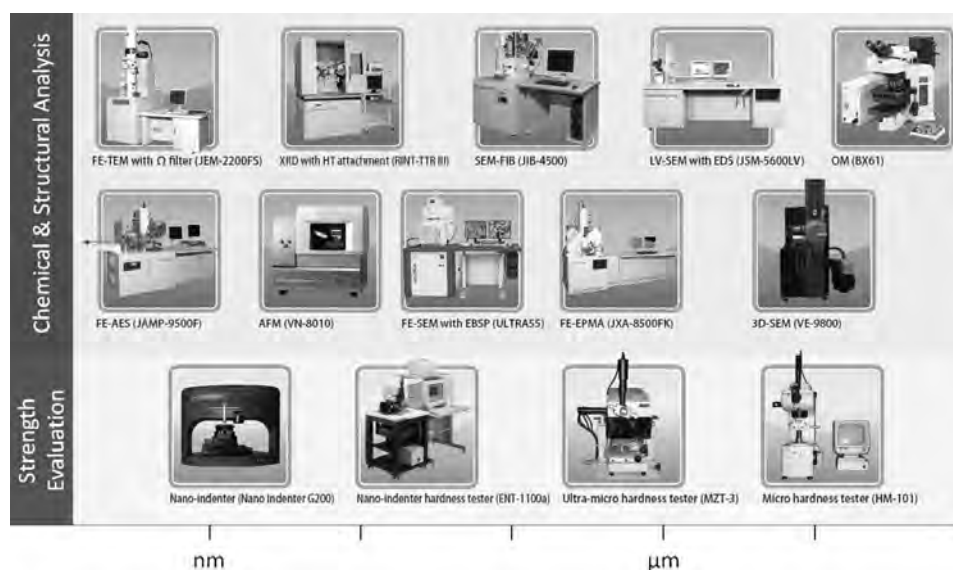 Chemical & Structural Analysis
FE-TEM with Ω filter (JEM-2200FS)
XRD with HT attachment (RINT-TTR III)
SEM-FIB (JIB-4500)
LV-SEM with EDS (JSM-5600LV)
OM (BX61)
FE-AES (JAMP-9500F)
AFM (VN-8010)
FE-SEM with EBSP (ULTRA55)
FE-EPMA (JXA-8500FK)
3D-SEM (VE-9800)
Strength
Evaluation
Nano-indenter (Nano Indenter G200)
Nano-indenter hardness tester (ENT-1100a)
Ultra-micro hardness tester (MZT-3)
Micro hardness tester (HM-101)
nm
μm